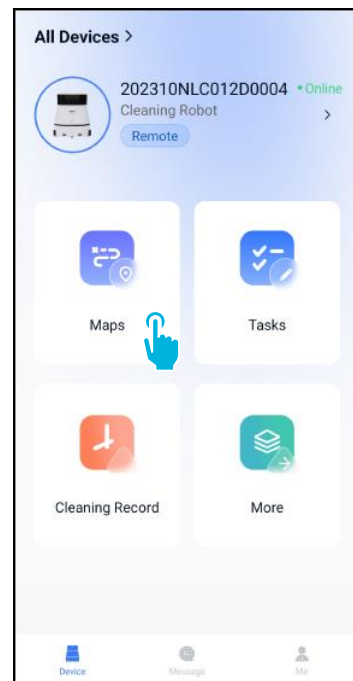 All Devices >
202310NLC012D0004 • Online
Cleaning Robot
Remote
Maps
Tasks
Cleaning Record
More
Device
Message
Me